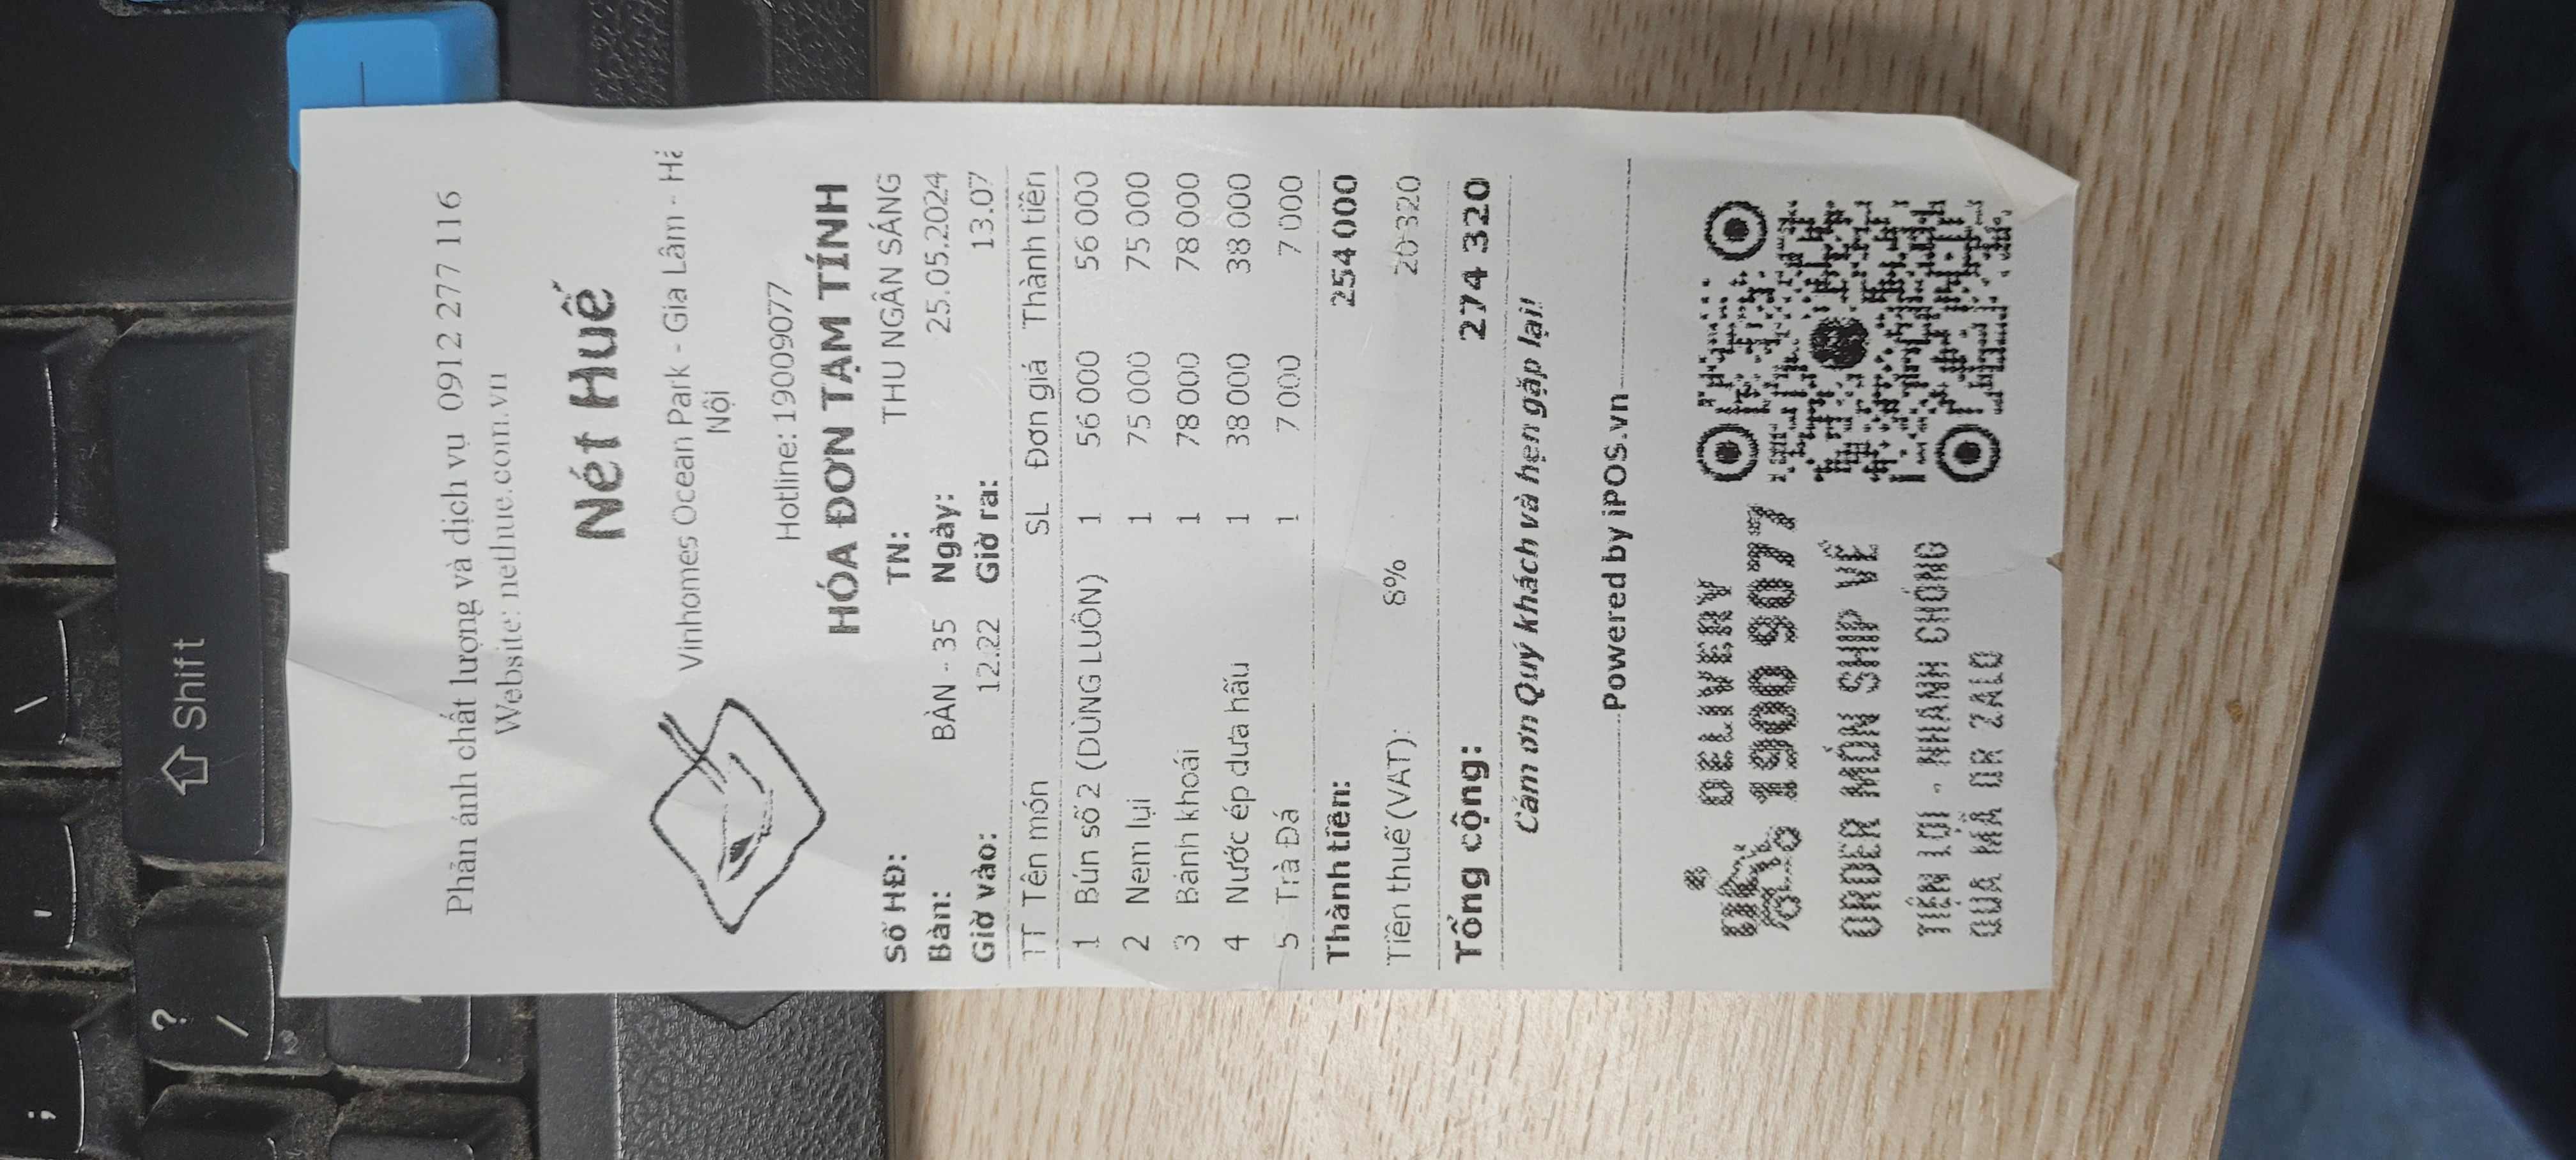 ; ' \
? /
Shift
Phản ánh chất lượng và dịch vụ 0912 277 116
Website: nethue.com.vn
Nét Huế
Vinhomes Ocean Park - Gia Lâm - Hà
Nội
Hotline: 19009077
HÓA ĐƠN TẠM TÍNH
Số HĐ: TN: THU NGÂN SÁNG
Bàn: BÀN - 35 Ngày: 25.05.2024
Giờ vào: 12.22 Giờ ra: 13.07
TT Tên món SL Đơn giá Thành tiền
1 Bún số 2 (DÙNG LUÔN) 1 56 000 56 000
2 Nem lụi 1 75 000 75 000
3 Bánh khoái 1 78 000 78 000
4 Nước ép dưa hấu 1 38 000 38 000
5 Trà Đá 1 7 000 7 000
Thành tiền: 254 000
Tiền thuế (VAT): 8% 20 320
Tổng cộng: 274 320
Cảm ơn Quý khách và hẹn gặp lại!
Powered by iPOS.vn
DELIVERY
1900 9077
ORDER MÓN SHIP VỀ
TIỆN LỢI - NHANH CHÓNG
QUA MÃ QR ZALO